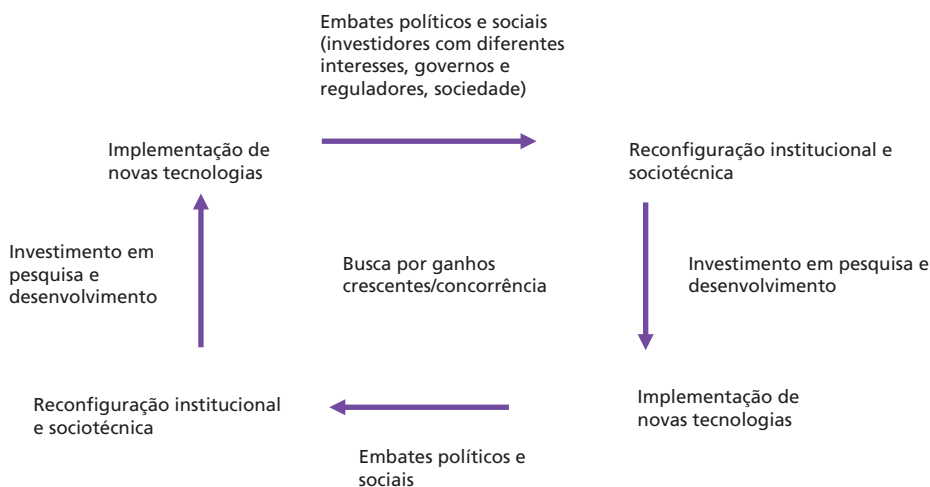 Embates políticos e sociais
(investidores com diferentes
interesses, governos e
reguladores, sociedade)
Implementação de
novas tecnologias
Reconfiguração institucional e
sociotécnica
Investimento em
pesquisa e
desenvolvimento
Busca por ganhos
crescentes/concorrência
Investimento em pesquisa e
desenvolvimento
Reconfiguração institucional
e sociotécnica
Implementação de
novas tecnologias
Embates políticos e
sociais